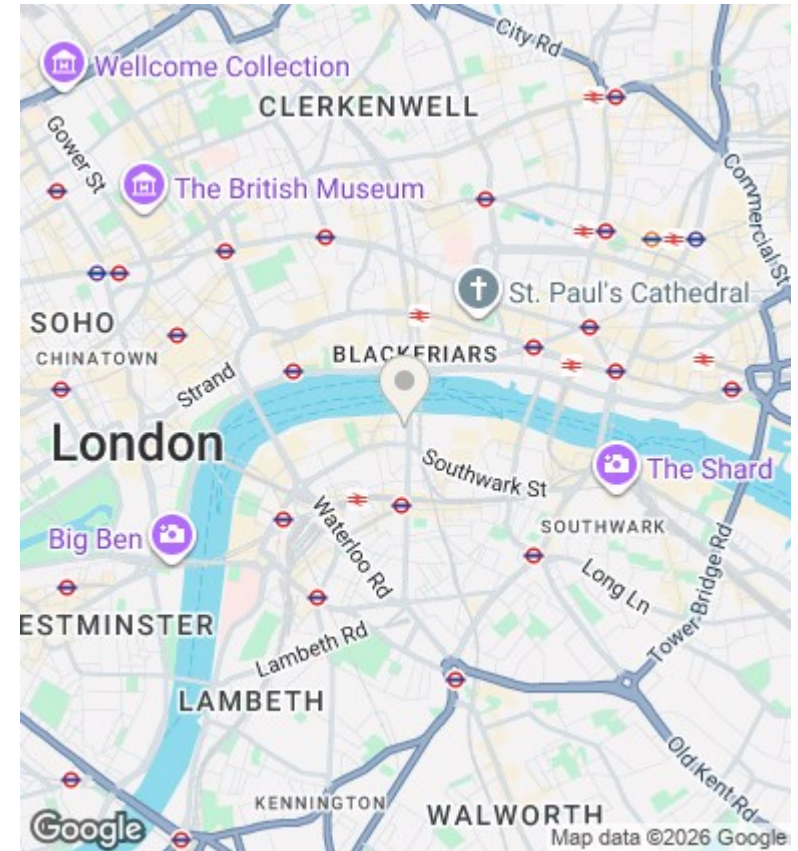 City Rd
Wellcome Collection
CLERKENWELL
Gower St
The British Museum
Commercial St
St. Paul's Cathedral
SOHO
CHINATOWN
BLACKFRIARS
Strand
London
Southwark St
The Shard
Big Ben
Waterloo Rd
SOUTHWARK
Long Ln
Tower Bridge Rd
ESTMINSTER
Lambeth Rd
LAMBETH
Old Kent Rd
KENNINGTON
WALWORTH
Google
Map data ©2026 Google